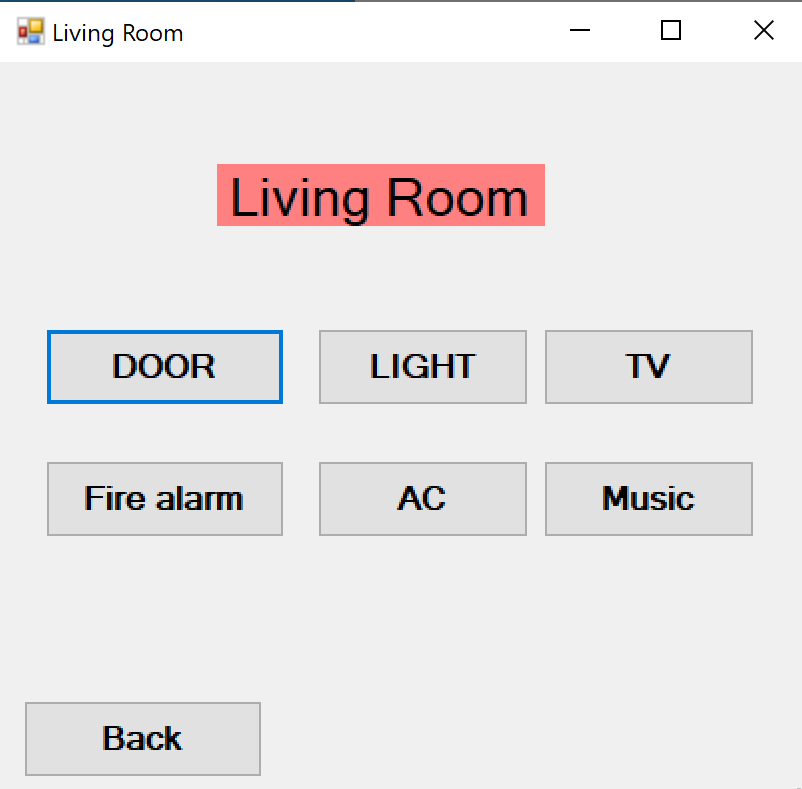 Living Room
Living Room
DOOR LIGHT TV
Fire alarm AC Music
Back